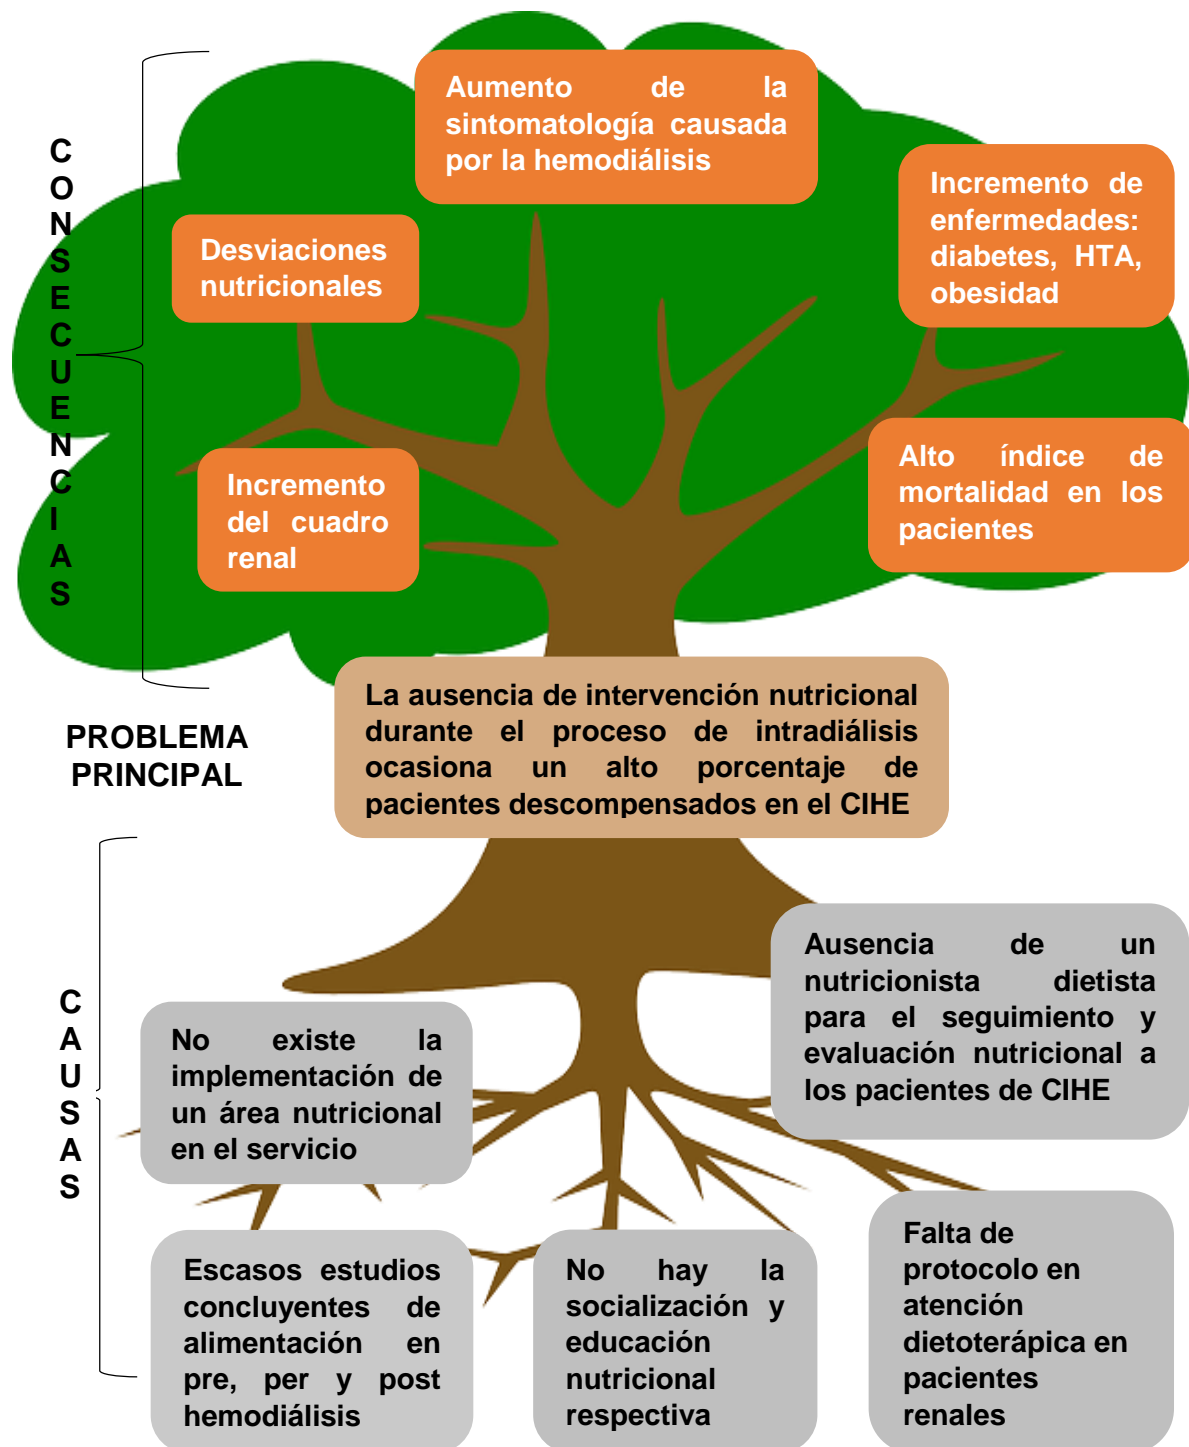 CONSECUENCIAS
Aumento de la
sintomatología causada
por la hemodiálisis
Incremento de
enfermedades:
diabetes, HTA,
obesidad
Desviaciones
nutricionales
Incremento
del cuadro
renal
Alto índice de
mortalidad en los
pacientes
PROBLEMA
PRINCIPAL
La ausencia de intervención nutricional
durante el proceso de intradiálisis
ocasiona un alto porcentaje de
pacientes descompensados en el CIHE
CAUSAS
Ausencia de un
nutricionista dietista
para el seguimiento y
evaluación nutricional a
los pacientes de CIHE
No existe la
implementación de
un área nutricional
en el servicio
Escasos estudios
concluyentes de
alimentación en
pre, per y post
hemodiálisis
No hay la
socialización y
educación
nutricional
respectiva
Falta de
protocolo en
atención
dietoterápica en
pacientes
renales